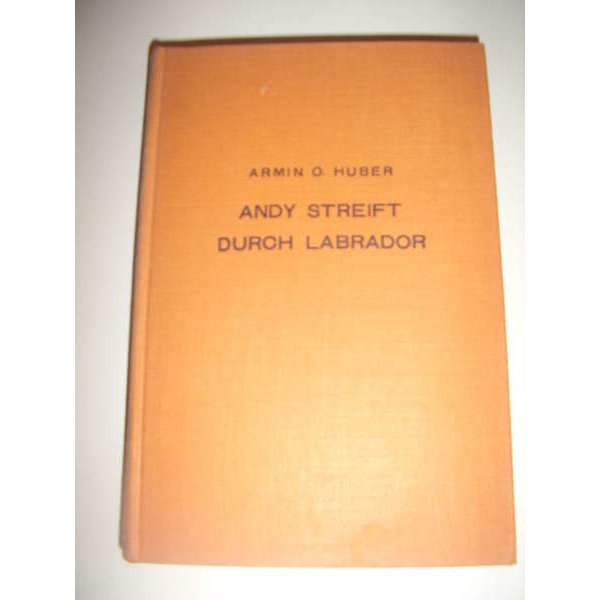 ARMIN O. HUBER
ANDY STREIFT
DURCH LABRADOR